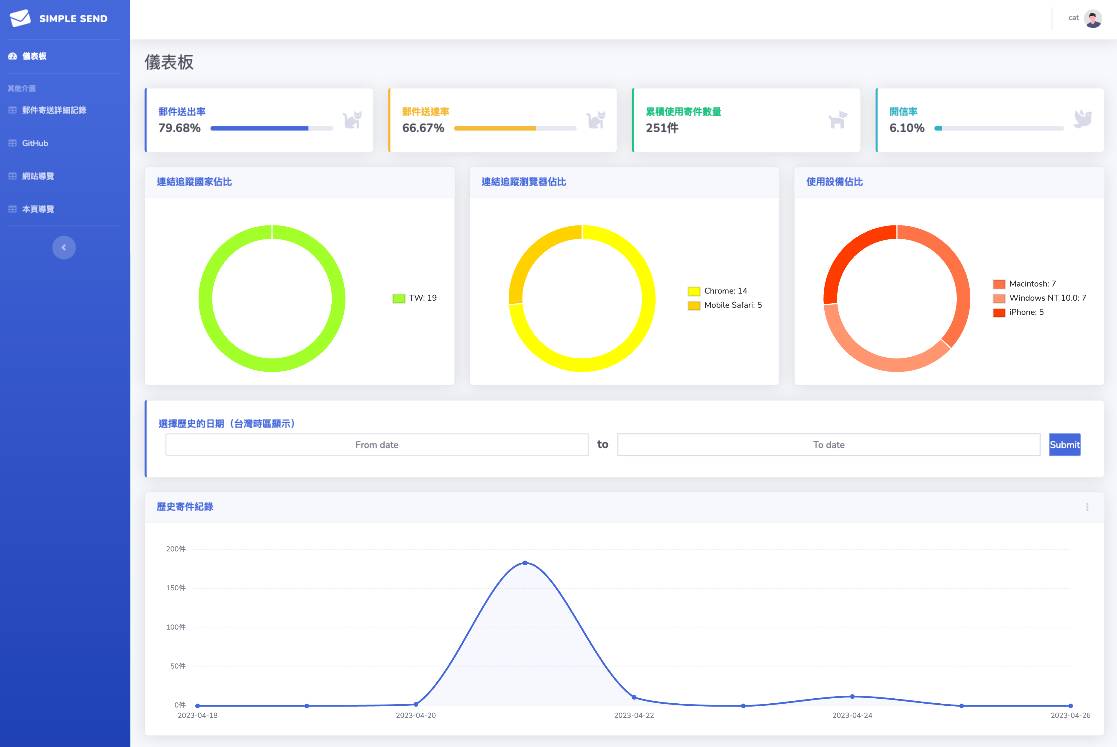 SIMPLE SEND
儀表板
其他介面
郵件寄送詳細記錄
GitHub
網站導覽
本頁導覽
cat
儀表板
郵件送出率
79.68%
郵件送達率
66.67%
累積使用寄件數量
251件
開信率
6.10%
連結追蹤國家佔比
TW: 19
連結追蹤瀏覽器佔比
Chrome: 14
Mobile Safari: 5
使用設備佔比
Macintosh: 7
Windows NT 10.0: 7
iPhone: 5
選擇歷史的日期（台灣時區顯示）
From date to To date Submit
歷史寄件紀錄
200件
150件
100件
50件
0件
2023-04-18 2023-04-20 2023-04-22 2023-04-24 2023-04-26